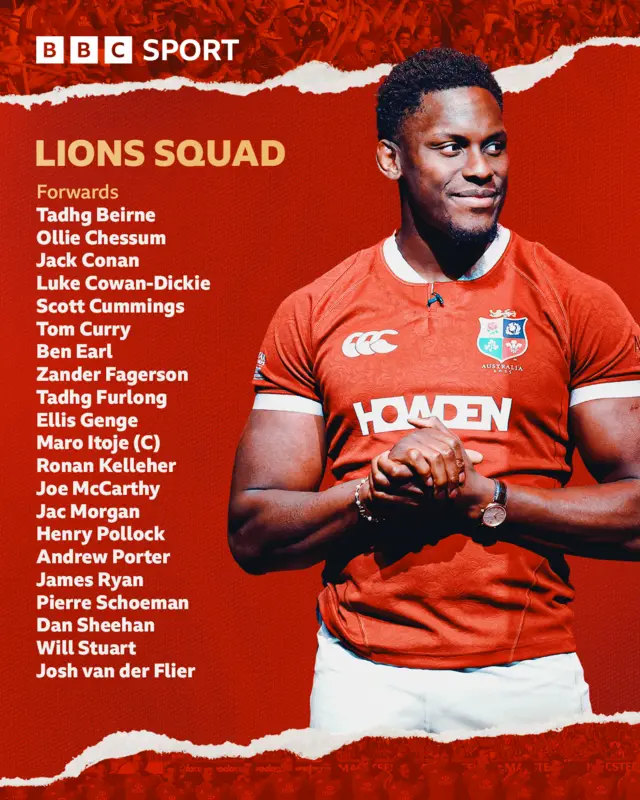 BBC SPORT
LIONS SQUAD
Forwards
Tadhg Beirne
Ollie Chessum
Jack Conan
Luke Cowan-Dickie
Scott Cummings
Tom Curry
Ben Earl
Zander Fagerson
Tadhg Furlong
Ellis Genge
Maro Itoje (C)
Ronan Kelleher
Joe McCarthy
Jac Morgan
Henry Pollock
Andrew Porter
James Ryan
Pierre Schoeman
Dan Sheehan
Will Stuart
Josh van der Flier
CCC
AUSTRALIA
HOWDEN